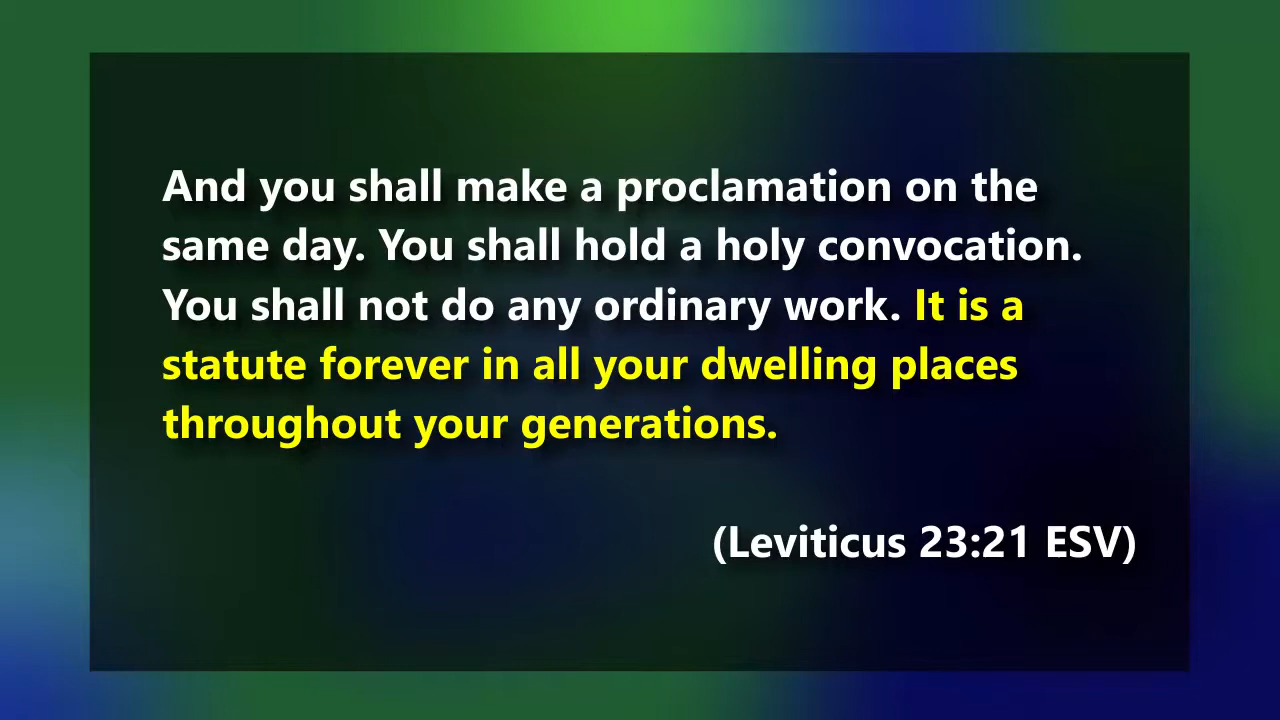 And you shall make a proclamation on the
same day. You shall hold a holy convocation.
You shall not do any ordinary work. It is a
statute forever in all your dwelling places
throughout your generations.
(Leviticus 23:21 ESV)